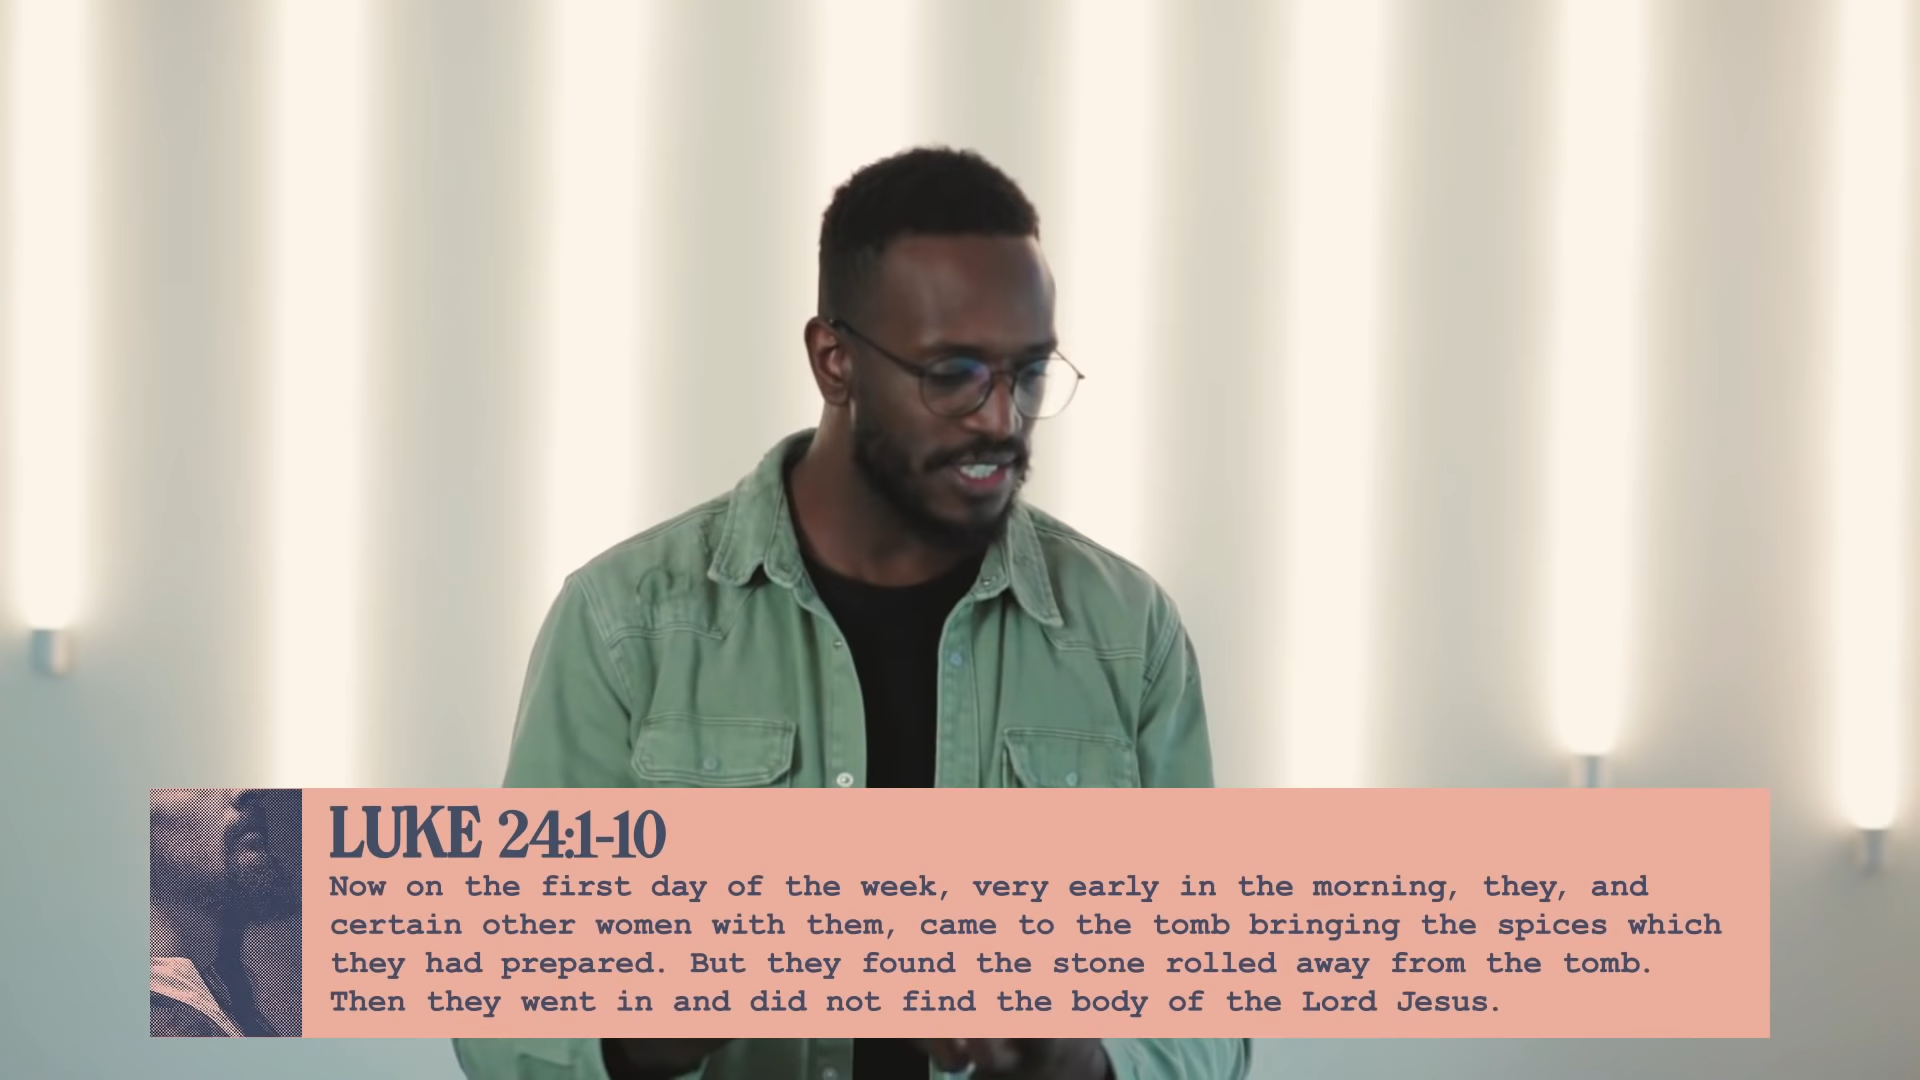 LUKE 24:1-10
Now on the first day of the week, very early in the morning, they, and
certain other women with them, came to the tomb bringing the spices which
they had prepared. But they found the stone rolled away from the tomb.
Then they went in and did not find the body of the Lord Jesus.